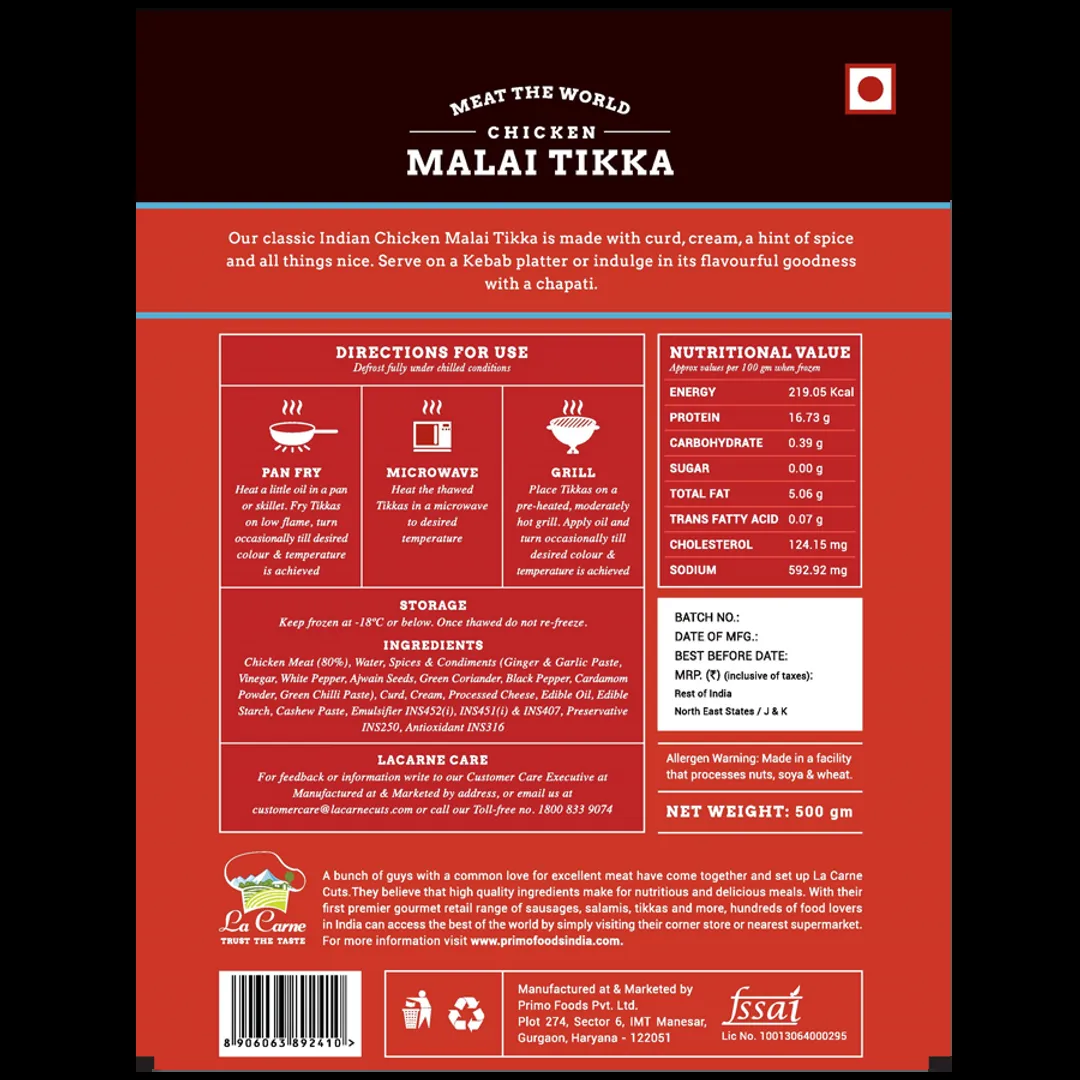 MEAT THE WORLD
CHICKEN
MALAI TIKKA
Our classic Indian Chicken Malai Tikka is made with curd, cream, a hint of spice
and all things nice. Serve on a Kebab platter or indulge in its flavourful goodness
with a chapati.
DIRECTIONS FOR USE
Defrost fully under chilled conditions
PAN FRY
Heat a little oil in a pan
or skillet. Fry Tikkas
on low flame, turn
occasionally till desired
colour & temperature
is achieved
MICROWAVE
Heat the thawed
Tikkas in a microwave
to desired
temperature
GRILL
Place Tikkas on a
pre-heated, moderately
hot grill. Apply oil and
turn occasionally till
desired colour &
temperature is achieved
STORAGE
Keep frozen at -18ºC or below. Once thawed do not re-freeze.
INGREDIENTS
Chicken Meat (80%), Water, Spices & Condiments (Ginger & Garlic Paste,
Vinegar, White Pepper, Ajwain Seeds, Green Coriander, Black Pepper, Cardamom
Powder, Green Chilli Paste), Curd, Cream, Processed Cheese, Edible Oil, Edible
Starch, Cashew Paste, Emulsifier INS452(i), INS451(i) & INS407, Preservative
INS250, Antioxidant INS316
LACARNE CARE
For feedback or information write to our Customer Care Executive at
Manufactured at & Marketed by address, or email us at
customercare@lacarnecuts.com or call our Toll-free no. 1800 833 9074
NUTRITIONAL VALUE
Approx values per 100 gm when frozen
ENERGY 219.05 Kcal
PROTEIN 16.73 g
CARBOHYDRATE 0.39 g
SUGAR 0.00 g
TOTAL FAT 5.06 g
TRANS FATTY ACID 0.07 g
CHOLESTEROL 124.15 mg
SODIUM 592.92 mg
BATCH NO.:
DATE OF MFG.:
BEST BEFORE DATE:
MRP. (₹) (inclusive of taxes):
Rest of India
North East States / J & K
Allergen Warning: Made in a facility
that processes nuts, soya & wheat.
NET WEIGHT: 500 gm
La Carne
TRUST THE TASTE
A bunch of guys with a common love for excellent meat have come together and set up La Carne
Cuts.They believe that high quality ingredients make for nutritious and delicious meals. With their
first premier gourmet retail range of sausages, salamis, tikkas and more, hundreds of food lovers
in India can access the best of the world by simply visiting their corner store or nearest supermarket.
For more information visit www.primofoodsindia.com.
8 906063 892410 >
Manufactured at & Marketed by
Primo Foods Pvt. Ltd.
Plot 274, Sector 6, IMT Manesar,
Gurgaon, Haryana - 122051
fssai
Lic No. 10013064000295